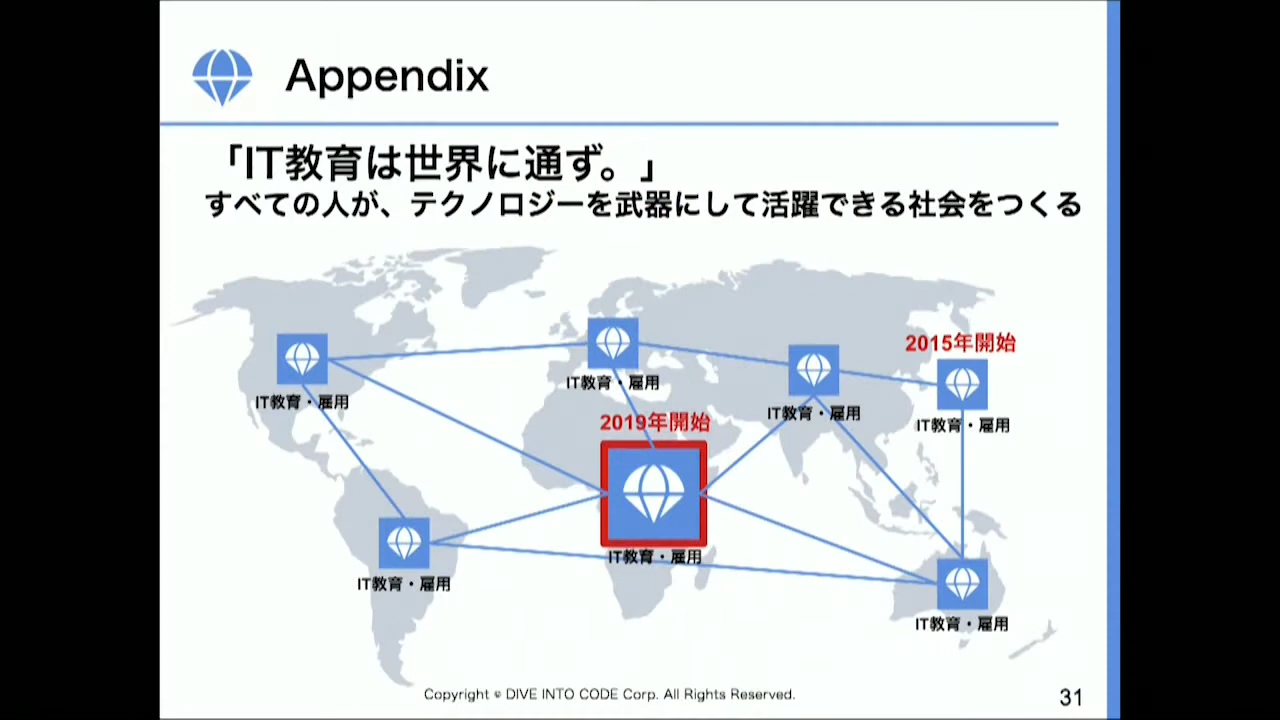 Appendix
「IT教育は世界に通ず。」
すべての人が、テクノロジーを武器にして活躍できる社会をつくる
2015年開始
IT教育・雇用
IT教育・雇用
IT教育・雇用
IT教育・雇用
2019年開始
IT教育・雇用
IT教育・雇用
IT教育・雇用
Copyright © DIVE INTO CODE Corp. All Rights Reserved.
31